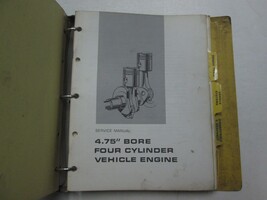 SERVICE MANUAL
4.75" BORE
FOUR CYLINDER
VEHICLE ENGINE